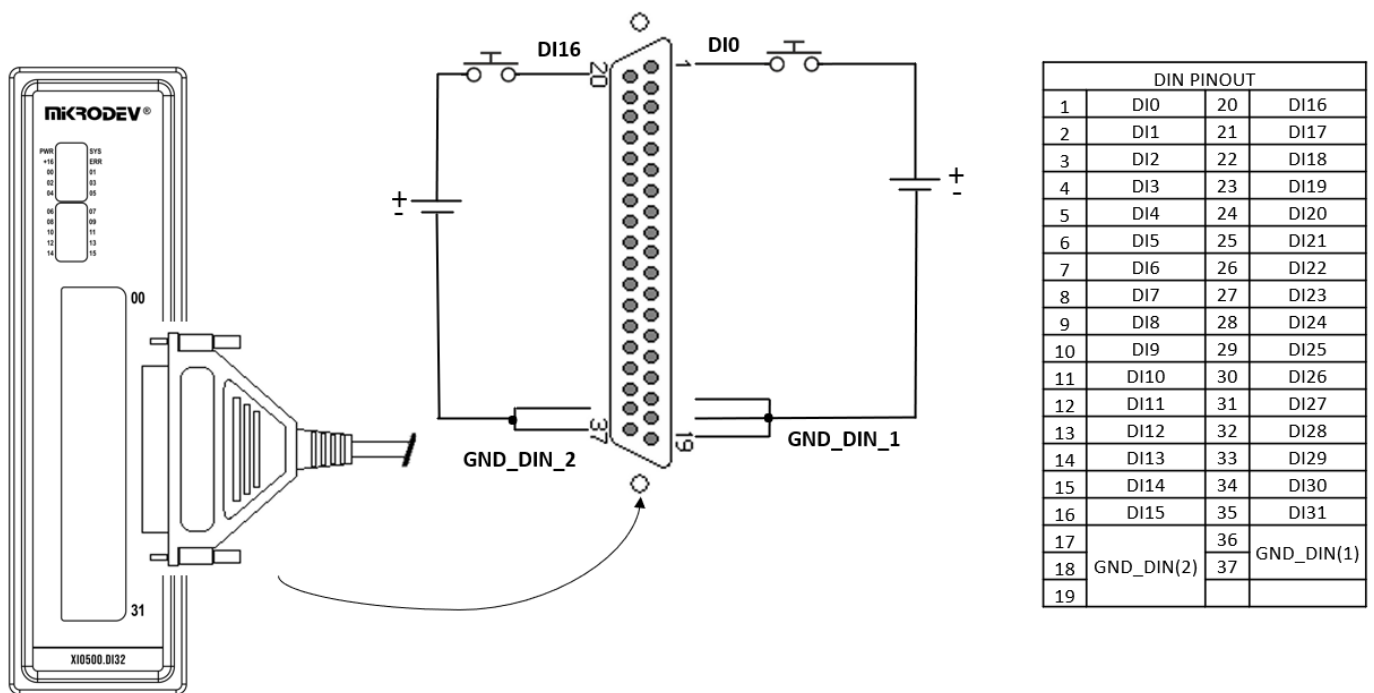 MIKRODEV®
PWR SYS
+16 ERR
00 01
02 03
04 05
06 07
08 09
10 11
12 13
14 15
00
31
XIO500.DI32
DI16
DI0
20
1
+
-
+
-
37
19
GND_DIN_2
GND_DIN_1
DIN PINOUT
1 DI0 20 DI16
2 DI1 21 DI17
3 DI2 22 DI18
4 DI3 23 DI19
5 DI4 24 DI20
6 DI5 25 DI21
7 DI6 26 DI22
8 DI7 27 DI23
9 DI8 28 DI24
10 DI9 29 DI25
11 DI10 30 DI26
12 DI11 31 DI27
13 DI12 32 DI28
14 DI13 33 DI29
15 DI14 34 DI30
16 DI15 35 DI31
17 36
GND_DIN(2) GND_DIN(1)
18 37
19